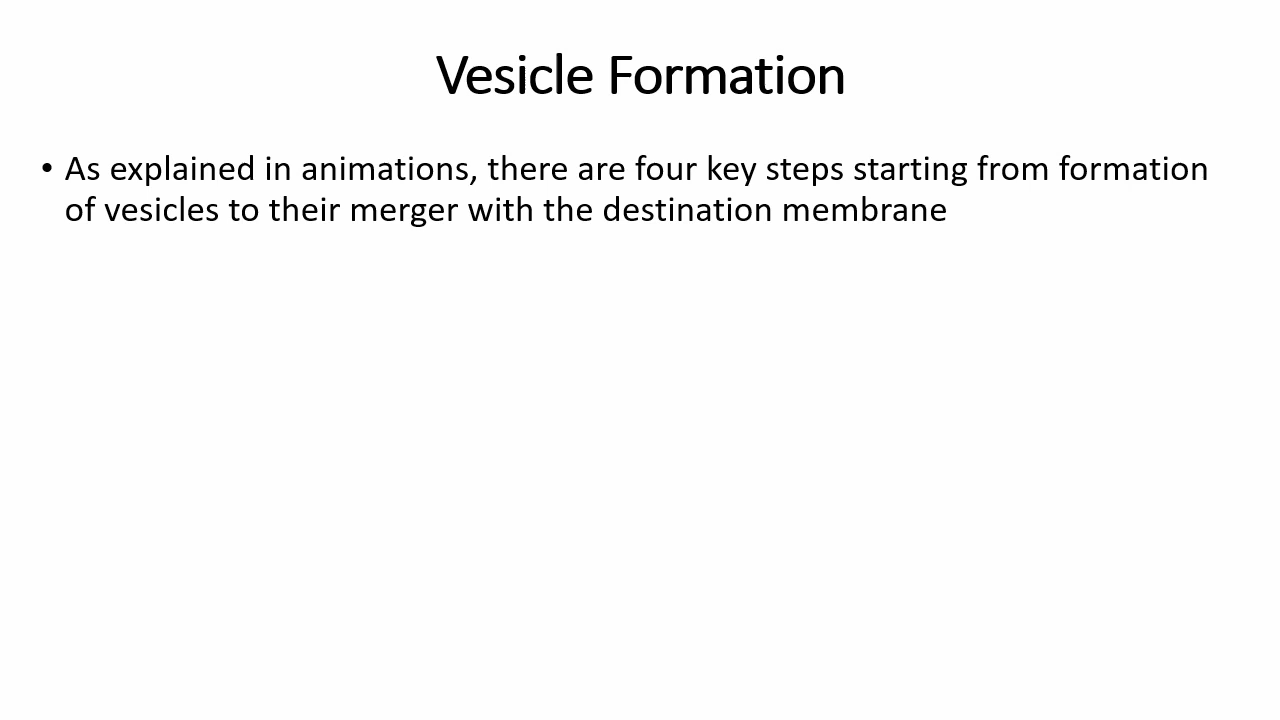 Vesicle Formation
• As explained in animations, there are four key steps starting from formation
of vesicles to their merger with the destination membrane